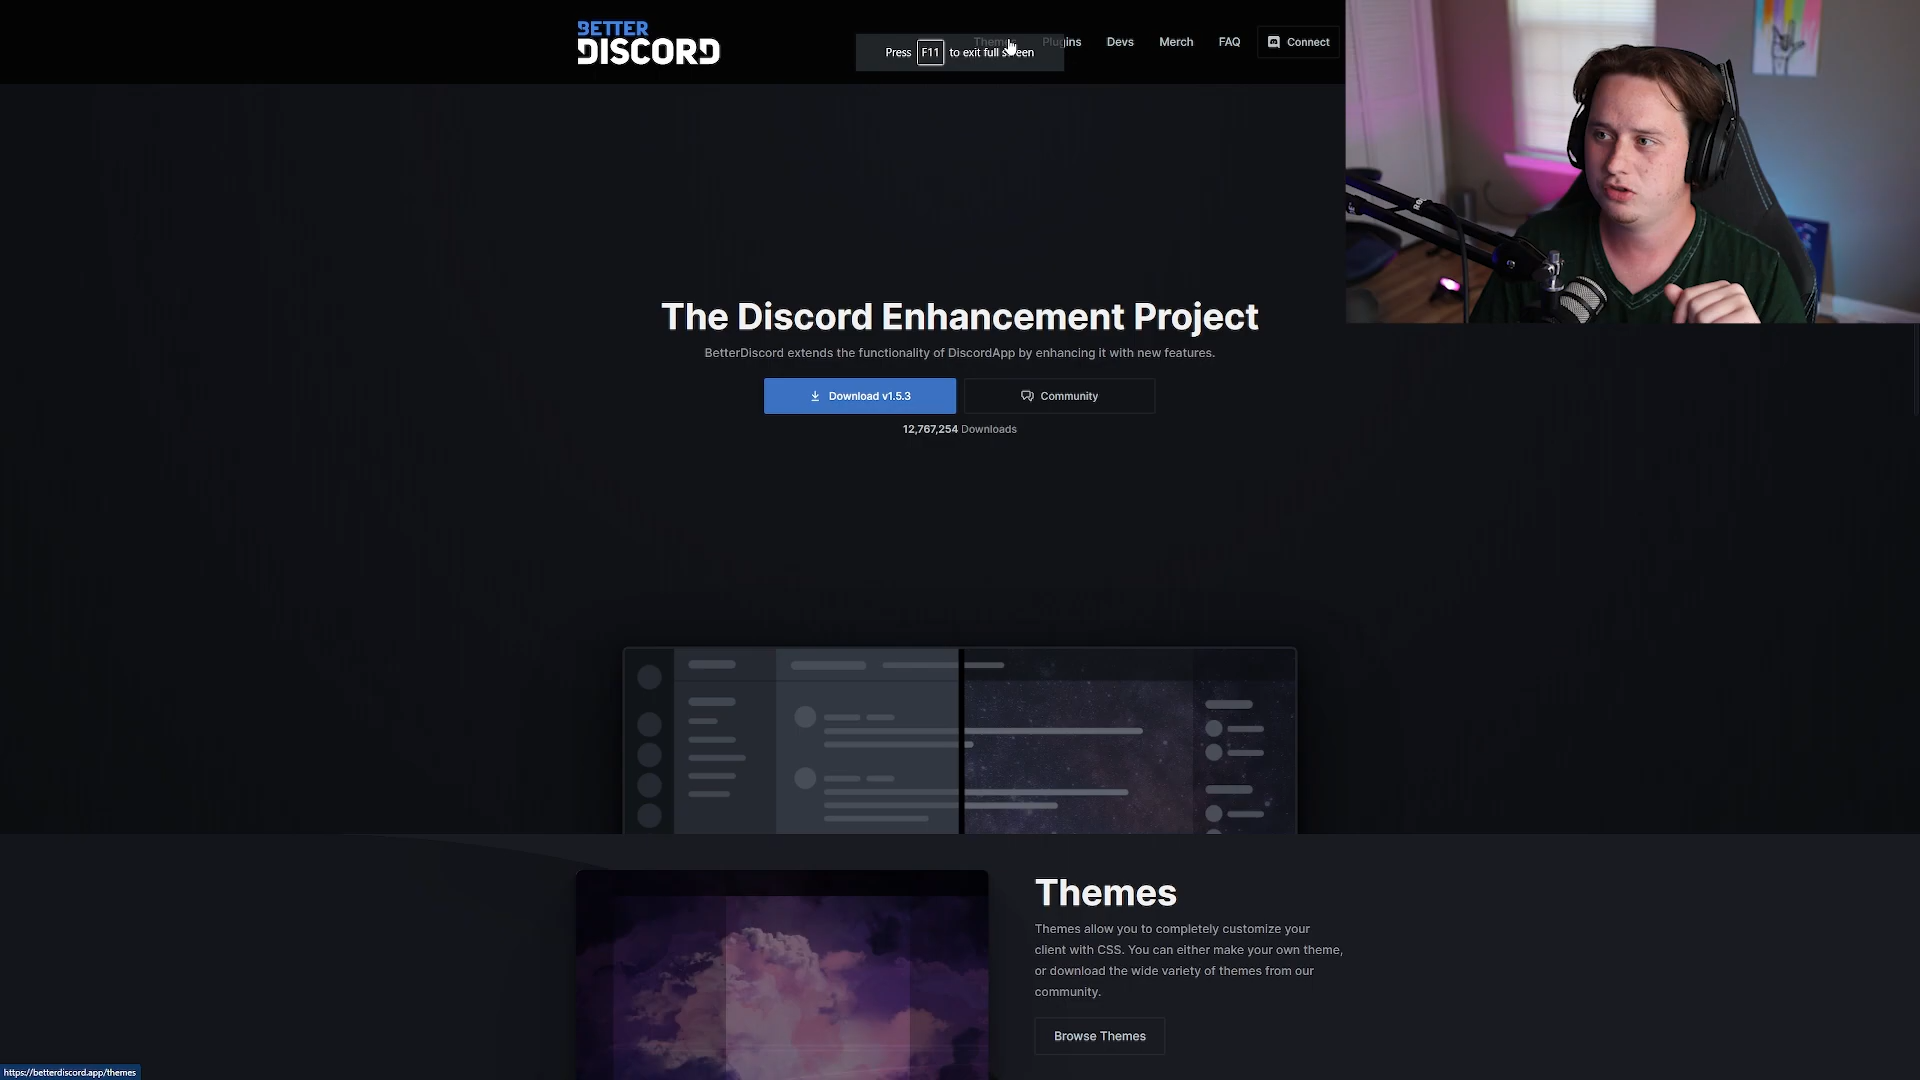 BETTER
DISCORD
Themes
Plugins
Devs
Merch
FAQ
Connect
Press F11 to exit full screen
The Discord Enhancement Project
BetterDiscord extends the functionality of DiscordApp by enhancing it with new features.
Download v1.5.3
Community
12,767,254 Downloads
Themes
Themes allow you to completely customize your
client with CSS. You can either make your own theme,
or download the wide variety of themes from our
community.
Browse Themes
https://betterdiscord.app/themes